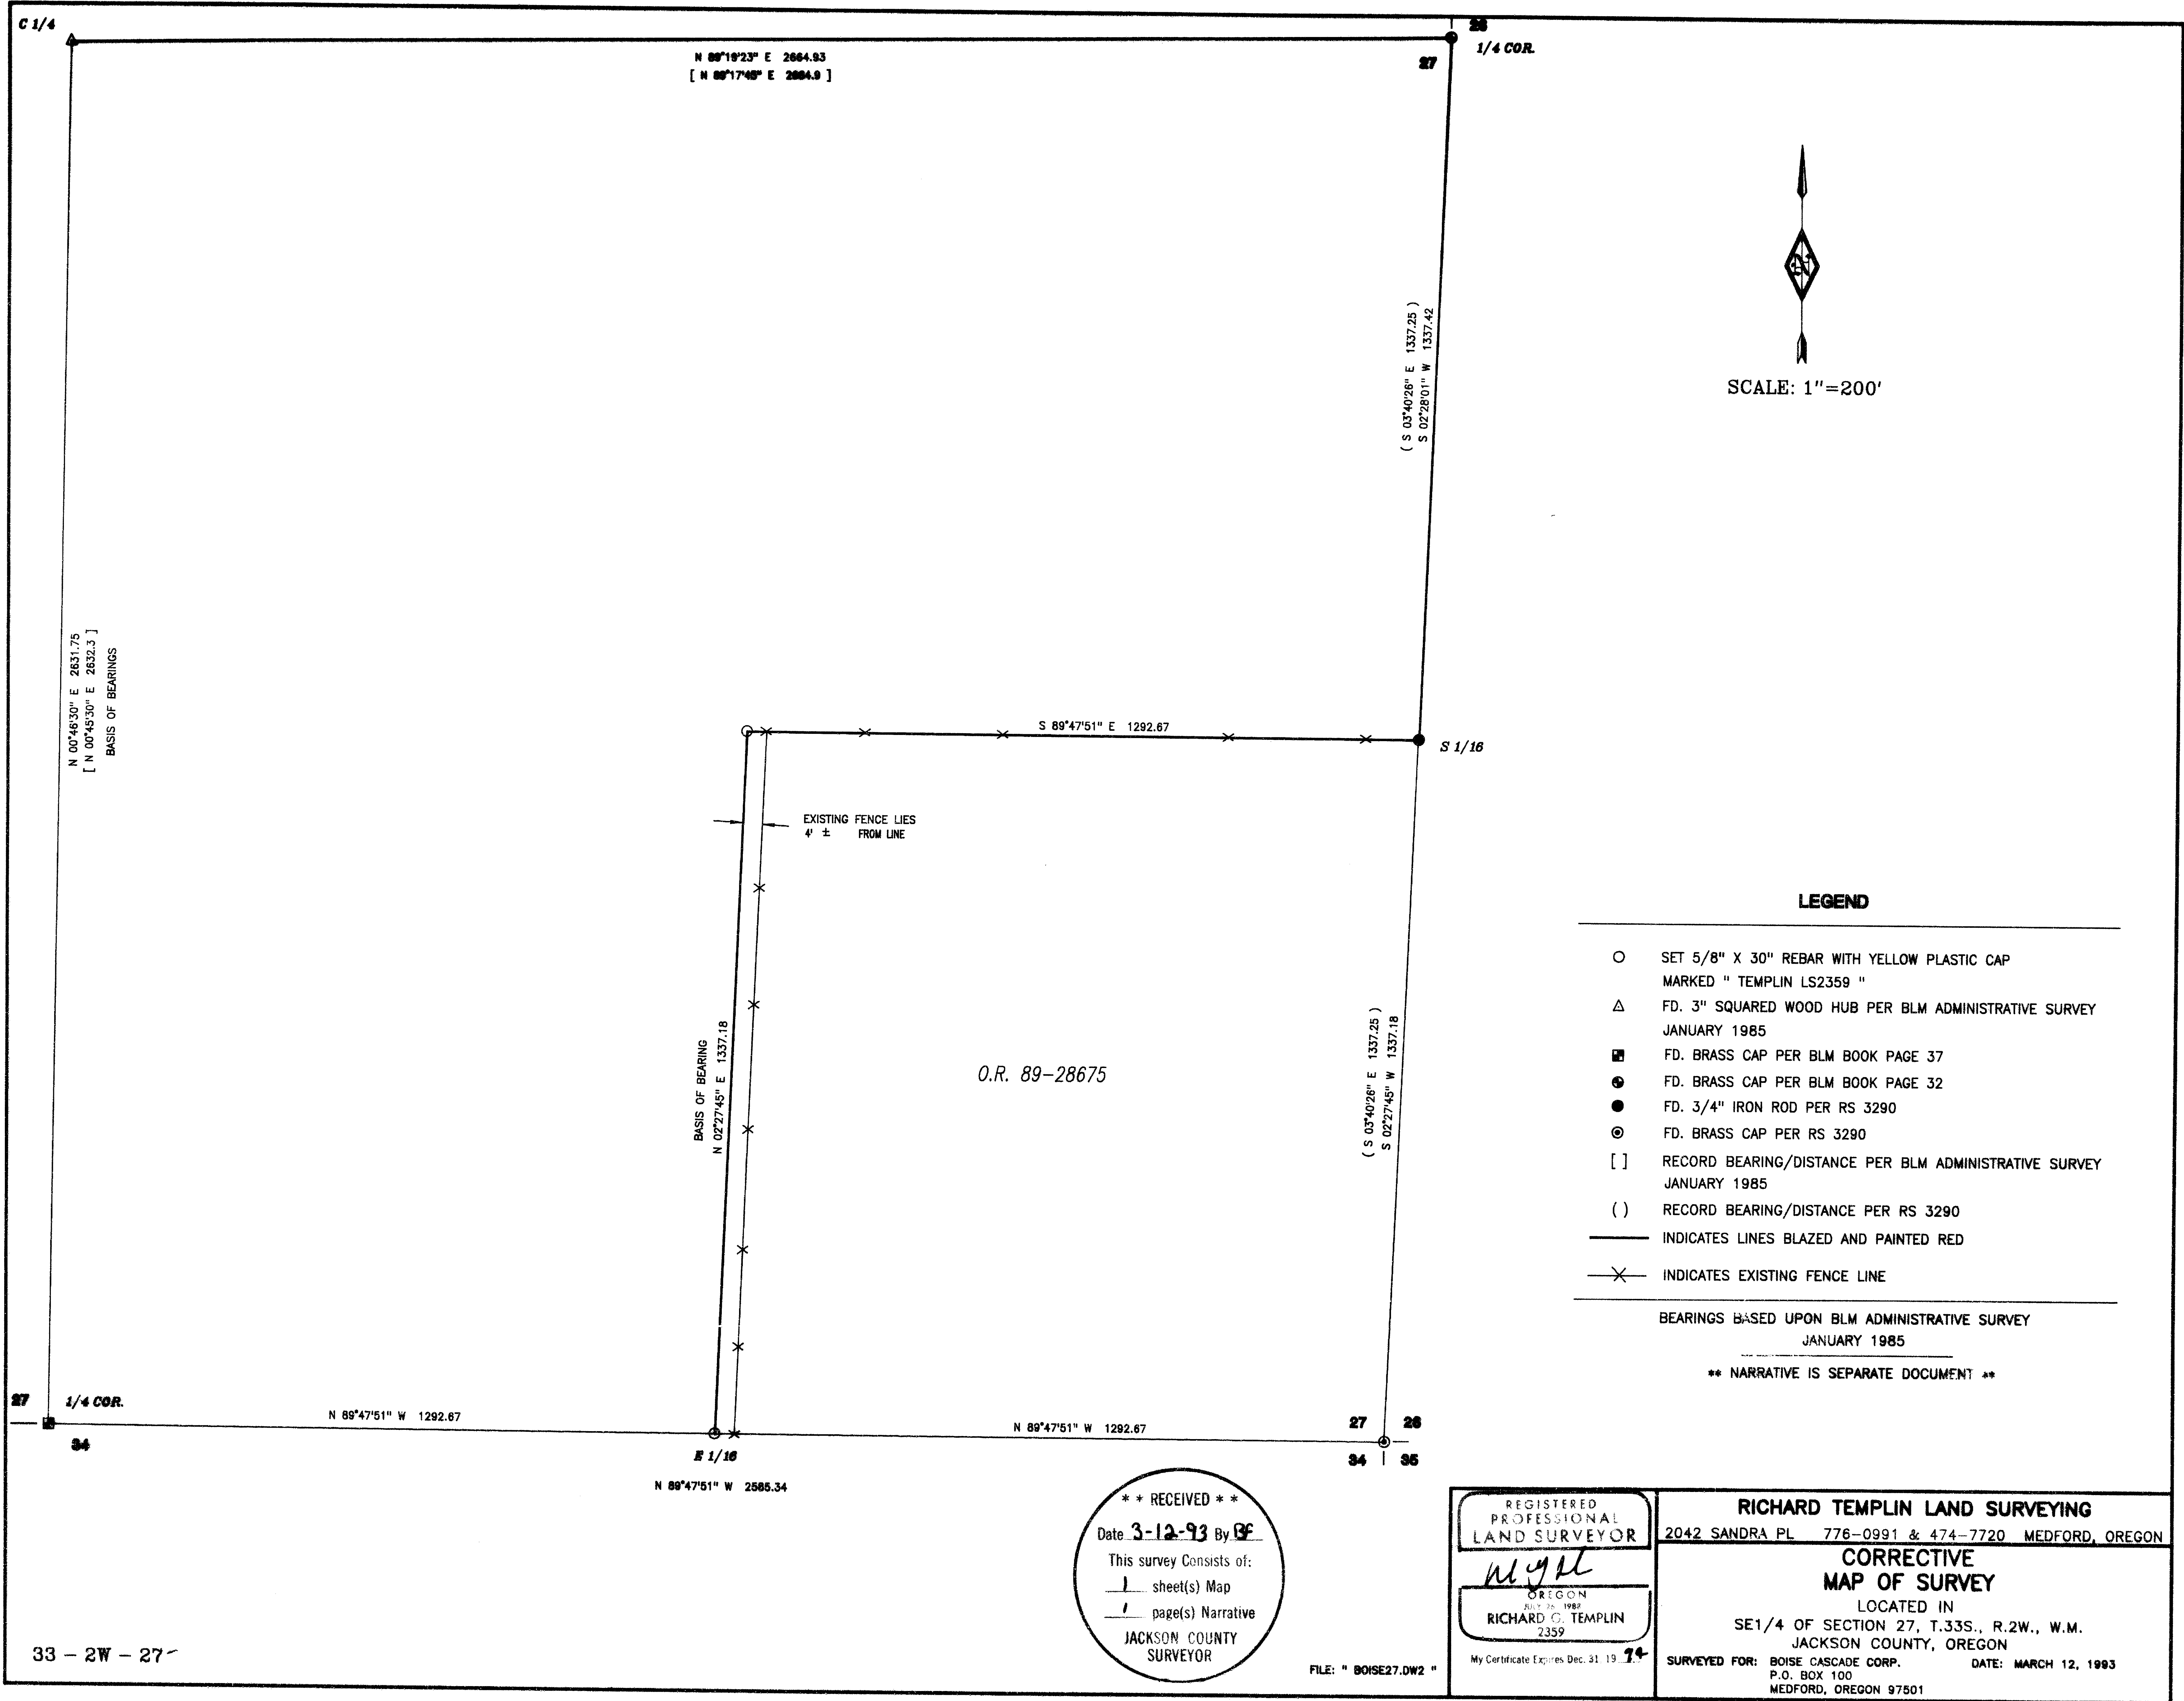 C 1/4
N 89°19'23" E 2664.93
[ N 89°17'45" E 2664.9 ]
26
1/4 COR.
27
SCALE: 1"=200'
( S 03°40'26" E 1337.25 )
S 02°28'01" W 1337.42
N 00°46'30" E 2631.75
[ N 00°45'30" E 2632.3 ]
BASIS OF BEARINGS
S 89°47'51" E 1292.67
S 1/16
EXISTING FENCE LIES
4' ± FROM LINE
BASIS OF BEARING
N 02°27'45" E 1337.18
O.R. 89-28675
( S 03°40'26" E 1337.25 )
S 02°27'45" W 1337.18
LEGEND
SET 5/8" X 30" REBAR WITH YELLOW PLASTIC CAP
MARKED " TEMPLIN LS2359 "
FD. 3" SQUARED WOOD HUB PER BLM ADMINISTRATIVE SURVEY
JANUARY 1985
FD. BRASS CAP PER BLM BOOK PAGE 37
FD. BRASS CAP PER BLM BOOK PAGE 32
FD. 3/4" IRON ROD PER RS 3290
FD. BRASS CAP PER RS 3290
[ ] RECORD BEARING/DISTANCE PER BLM ADMINISTRATIVE SURVEY
JANUARY 1985
( ) RECORD BEARING/DISTANCE PER RS 3290
INDICATES LINES BLAZED AND PAINTED RED
INDICATES EXISTING FENCE LINE
BEARINGS BASED UPON BLM ADMINISTRATIVE SURVEY
JANUARY 1985
** NARRATIVE IS SEPARATE DOCUMENT **
27 1/4 COR.
34
N 89°47'51" W 1292.67
E 1/16
N 89°47'51" W 1292.67
27 26
34 35
N 89°47'51" W 2585.34
* * RECEIVED * *
Date 3-12-93 By BF
This survey Consists of:
1 sheet(s) Map
1 page(s) Narrative
JACKSON COUNTY
SURVEYOR
33 - 2W - 27
FILE: " BOISE27.DW2 "
REGISTERED
PROFESSIONAL
LAND SURVEYOR
OREGON
RICHARD G. TEMPLIN
2359
My Certificate Expires Dec. 31, 19 94
RICHARD TEMPLIN LAND SURVEYING
2042 SANDRA PL 776-0991 & 474-7720 MEDFORD, OREGON
CORRECTIVE
MAP OF SURVEY
LOCATED IN
SE1/4 OF SECTION 27, T.33S., R.2W., W.M.
JACKSON COUNTY, OREGON
SURVEYED FOR: BOISE CASCADE CORP. DATE: MARCH 12, 1993
P.O. BOX 100
MEDFORD, OREGON 97501